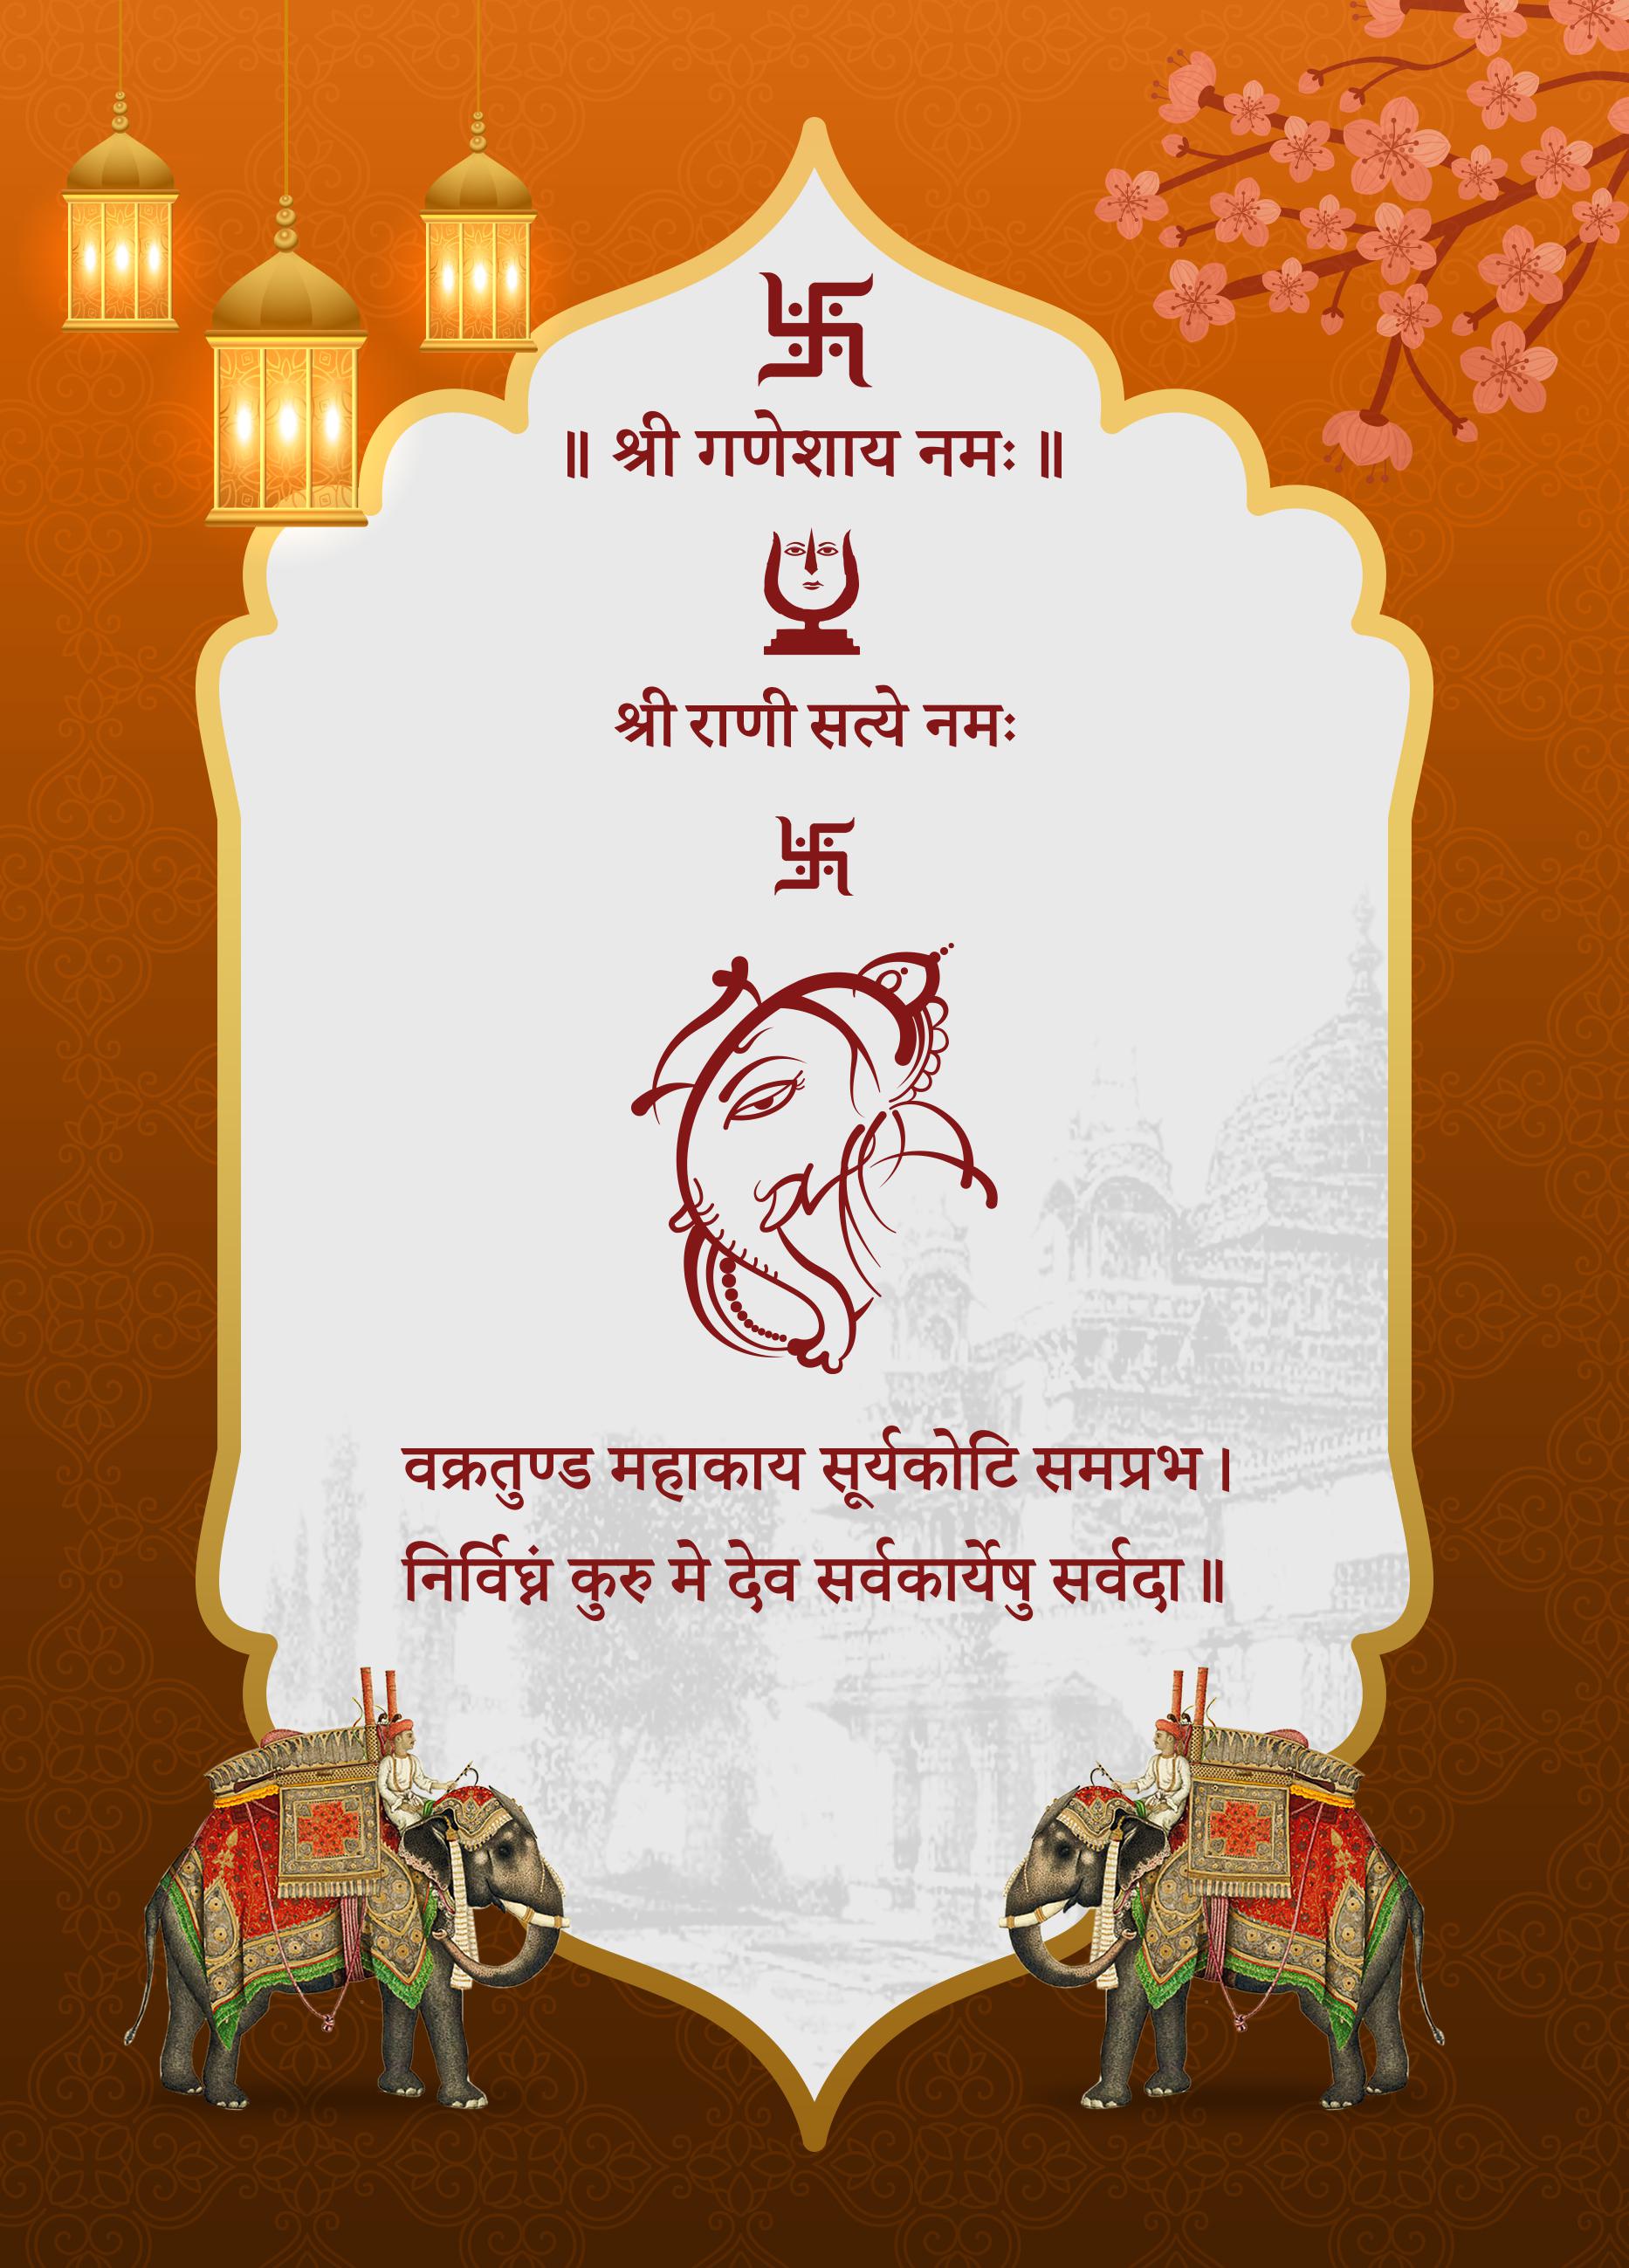 ॥ श्री गणेशाय नमः ॥
श्री राणी सत्ये नमः
वक्रतुण्ड महाकाय सूर्यकोटि समप्रभ।
निर्विघ्नं कुरु मे देव सर्वकार्येषु सर्वदा॥